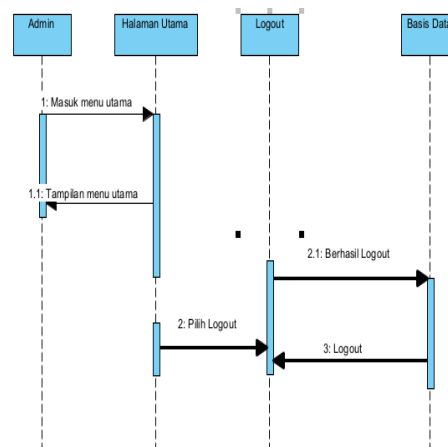 Admin
Halaman Utama
Logout
Basis Data
1: Masuk menu utama
1.1: Tampilan menu utama
2.1: Berhasil Logout
2: Pilih Logout
3: Logout